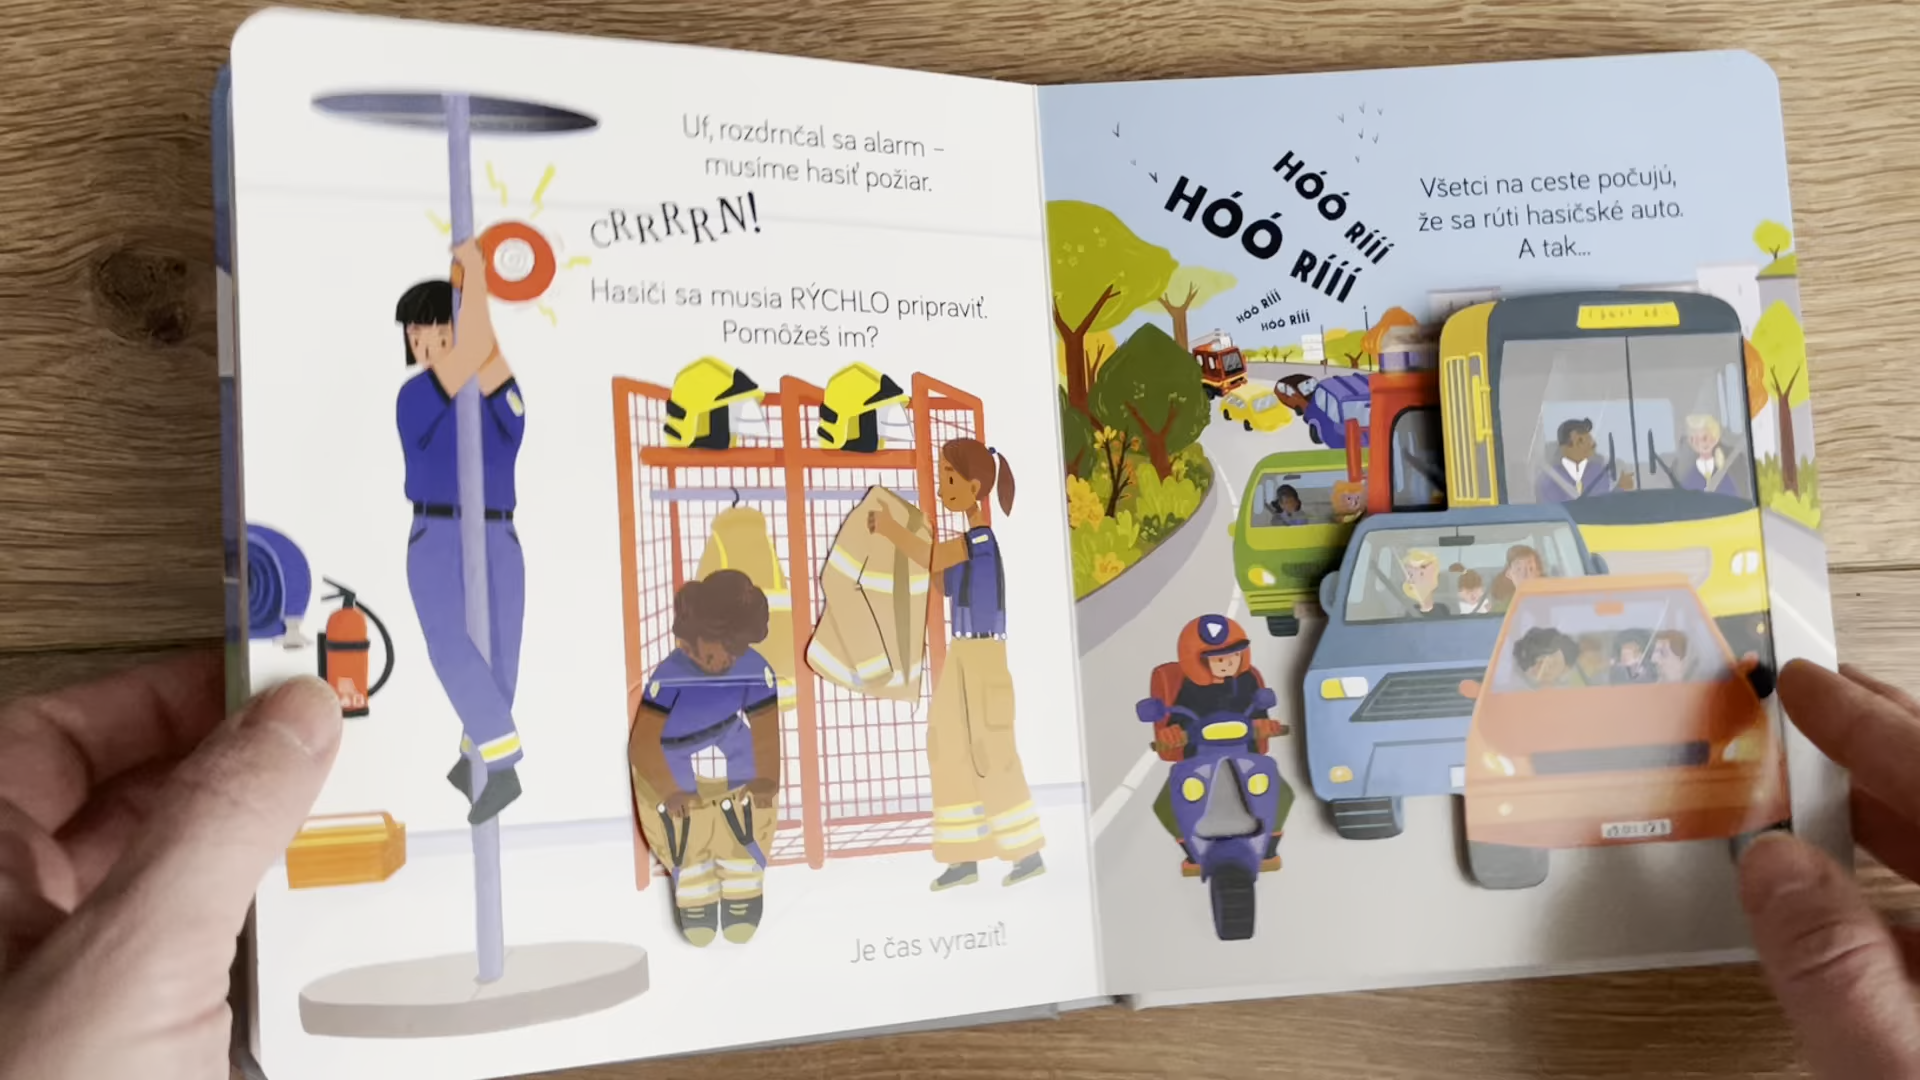 Uf, rozdrnčal sa alarm –
musíme hasiť požiar.
CRRRRN!
Hasiči sa musia RÝCHLO pripraviť.
Pomôžeš im?
Je čas vyraziť!
HÓÓ RÍÍÍ
HÓÓ RÍÍÍ
HÓÓ RÍÍÍ
HÓÓ RÍÍÍ
Všetci na ceste počujú,
že sa rúti hasičské auto.
A tak...